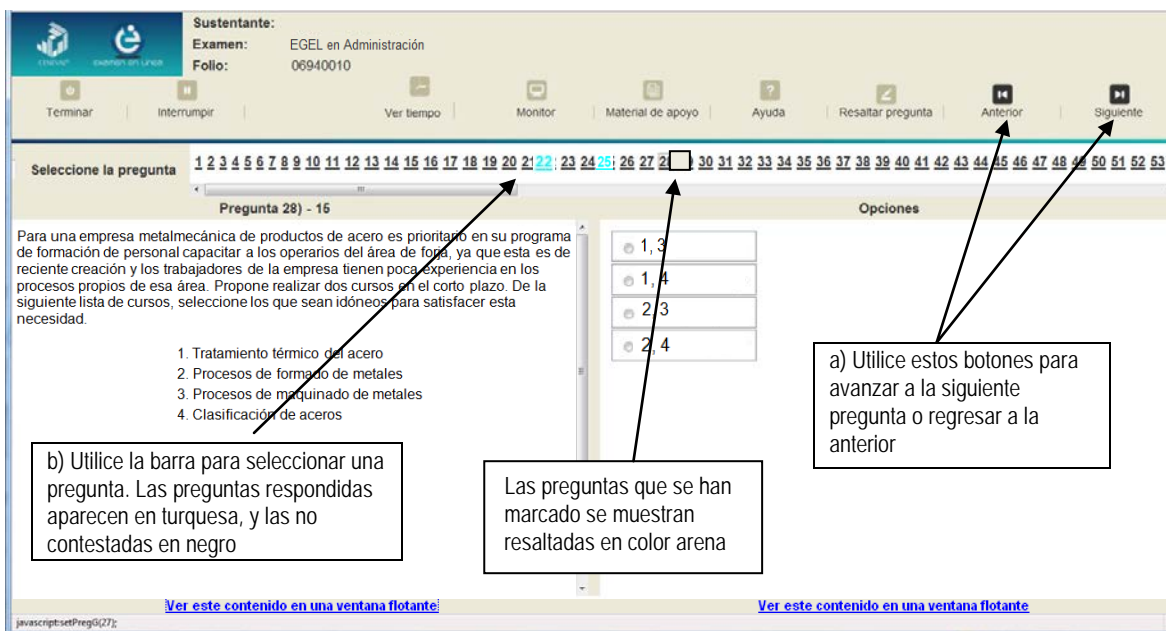 Sustentante:
Examen: EGEL en Administración
Folio: 06940010
Terminar
Interrumpir
Ver tiempo
Monitor
Material de apoyo
Ayuda
Resaltar pregunta
Anterior
Siguiente
Seleccione la pregunta
1 2 3 4 5 6 7 8 9 10 11 12 13 14 15 16 17 18 19 20 21 22 23 24 25 26 27 28 30 31 32 33 34 35 36 37 38 39 40 41 42 43 44 45 46 47 48 49 50 51 52 53
Pregunta 28) - 15
Opciones
Para una empresa metalmecánica de productos de acero es prioritario en su programa
de formación de personal capacitar a los operarios del área de forja, ya que esta es de
reciente creación y los trabajadores de la empresa tienen poca experiencia en los
procesos propios de esa área. Propone realizar dos cursos en el corto plazo. De la
siguiente lista de cursos, seleccione los que sean idóneos para satisfacer esta
necesidad.
1. Tratamiento térmico del acero
2. Procesos de formado de metales
3. Procesos de maquinado de metales
4. Clasificación de aceros
1, 3
1, 4
2, 3
2, 4
a) Utilice estos botones para
avanzar a la siguiente
pregunta o regresar a la
anterior
b) Utilice la barra para seleccionar una
pregunta. Las preguntas respondidas
aparecen en turquesa, y las no
contestadas en negro
Las preguntas que se han
marcado se muestran
resaltadas en color arena
Ver este contenido en una ventana flotante
Ver este contenido en una ventana flotante
javascript:setPregG(27);